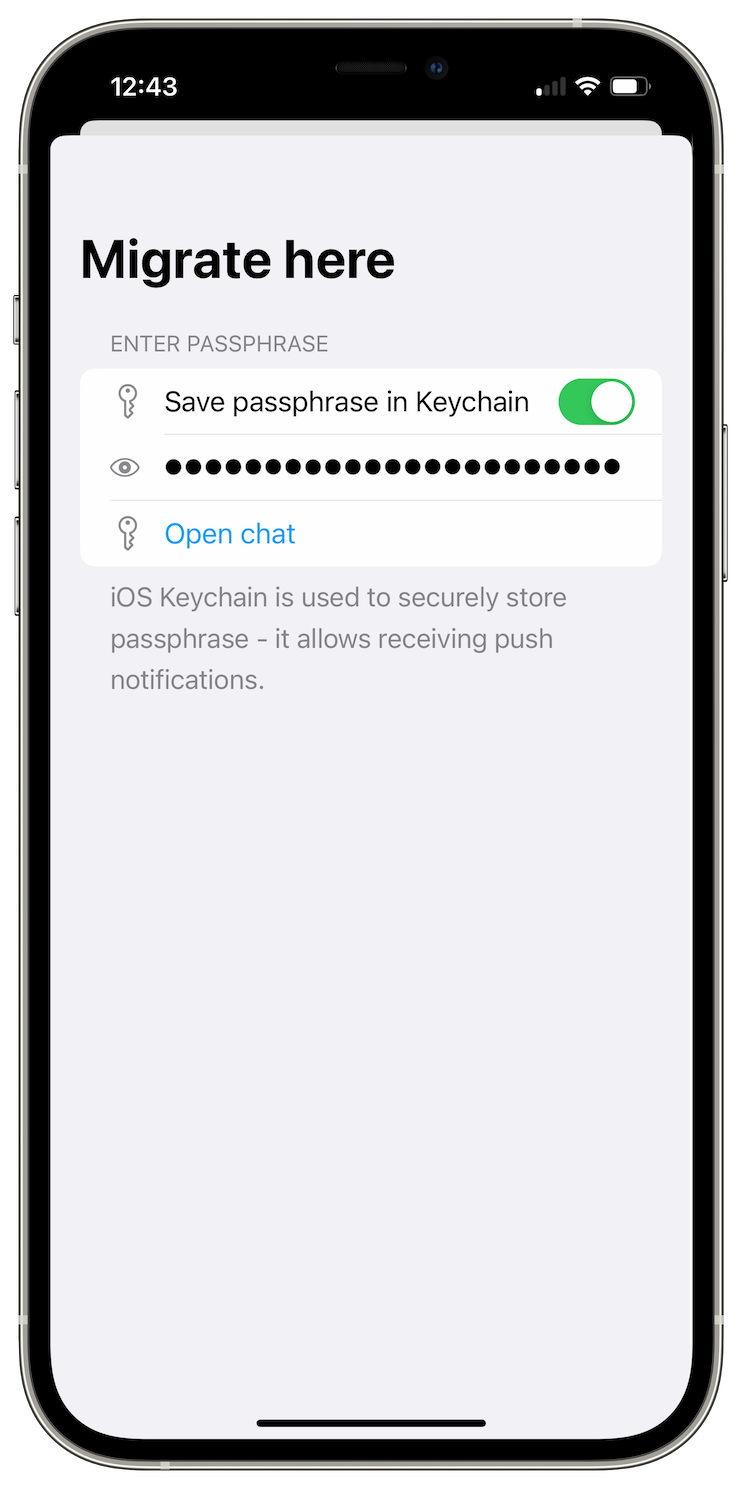 12:43
Migrate here
ENTER PASSPHRASE
Save passphrase in Keychain
●●●●●●●●●●●●●●●●●●●●●●●
Open chat
iOS Keychain is used to securely store
passphrase - it allows receiving push
notifications.